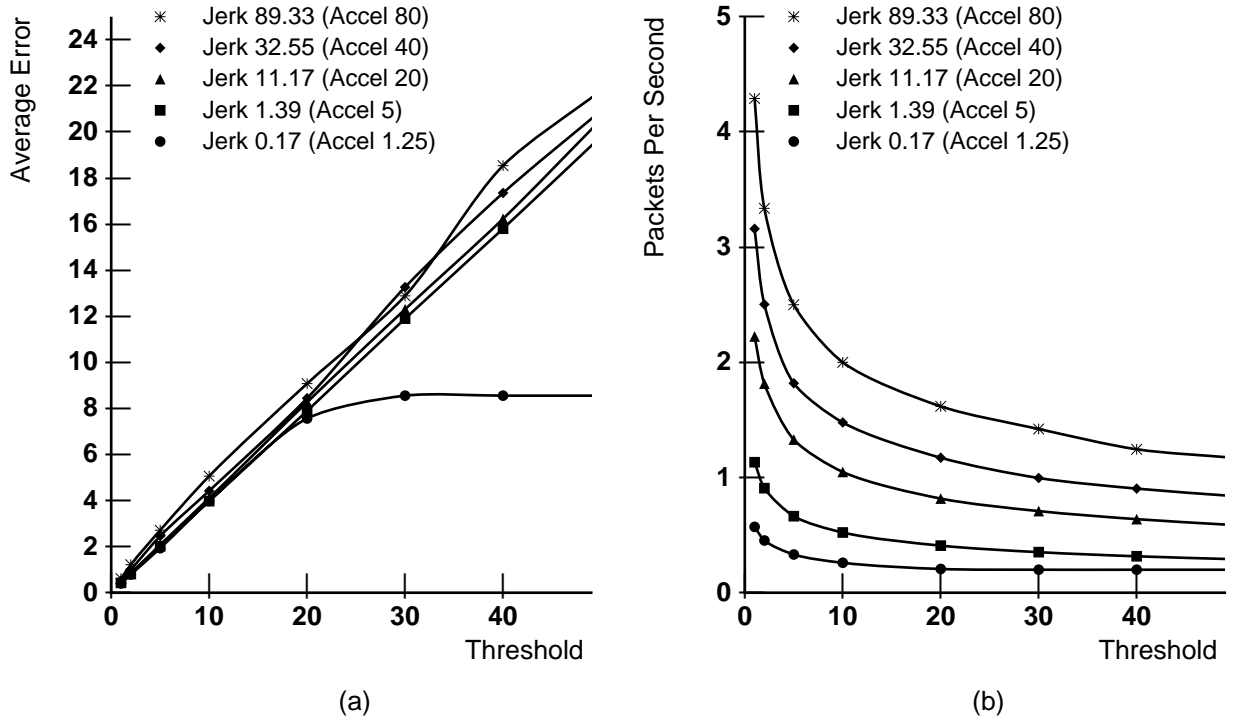 Average Error
24
22
20
18
16
14
12
10
8
6
4
2
0
Jerk 89.33 (Accel 80)
Jerk 32.55 (Accel 40)
Jerk 11.17 (Accel 20)
Jerk 1.39 (Accel 5)
Jerk 0.17 (Accel 1.25)
0 10 20 30 40
Threshold
(a)
Packets Per Second
5
4
3
2
1
0
Jerk 89.33 (Accel 80)
Jerk 32.55 (Accel 40)
Jerk 11.17 (Accel 20)
Jerk 1.39 (Accel 5)
Jerk 0.17 (Accel 1.25)
0 10 20 30 40
Threshold
(b)